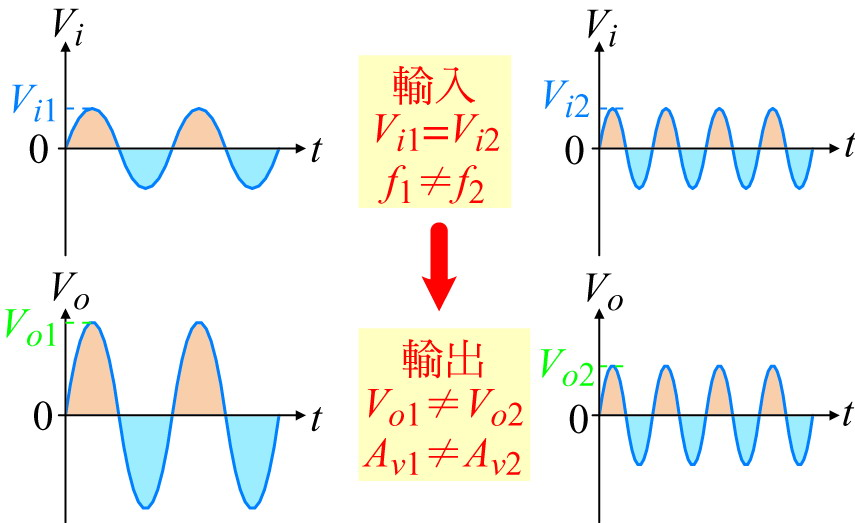 Vi
Vi1
0
t
輸入
Vi1=Vi2
f1≠f2
Vi
Vi2
0
t
Vo
Vo1
0
t
輸出
Vo1≠Vo2
Av1≠Av2
Vo
Vo2
0
t